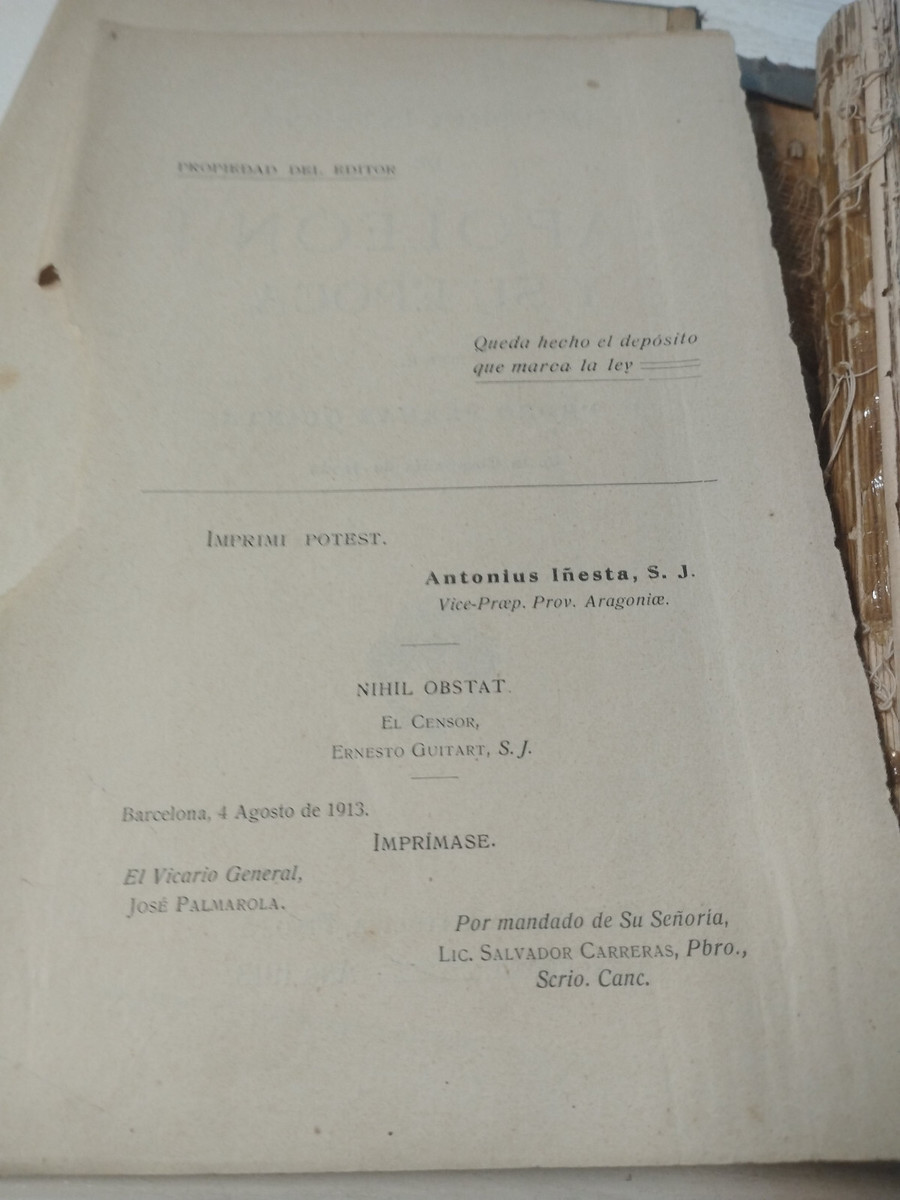 PROPIEDAD DEL EDITOR
Queda hecho el depósito
que marca la ley
IMPRIMI POTEST.
Antonius Iñesta, S. J.
Vice-Præp. Prov. Aragoniæ.
NIHIL OBSTAT.
EL CENSOR,
ERNESTO GUITART, S. J.
Barcelona, 4 Agosto de 1913.
IMPRÍMASE.
El Vicario General,
JOSÉ PALMAROLA.
Por mandado de Su Señoría,
LIC. SALVADOR CARRERAS, Pbro.,
Scrio. Canc.